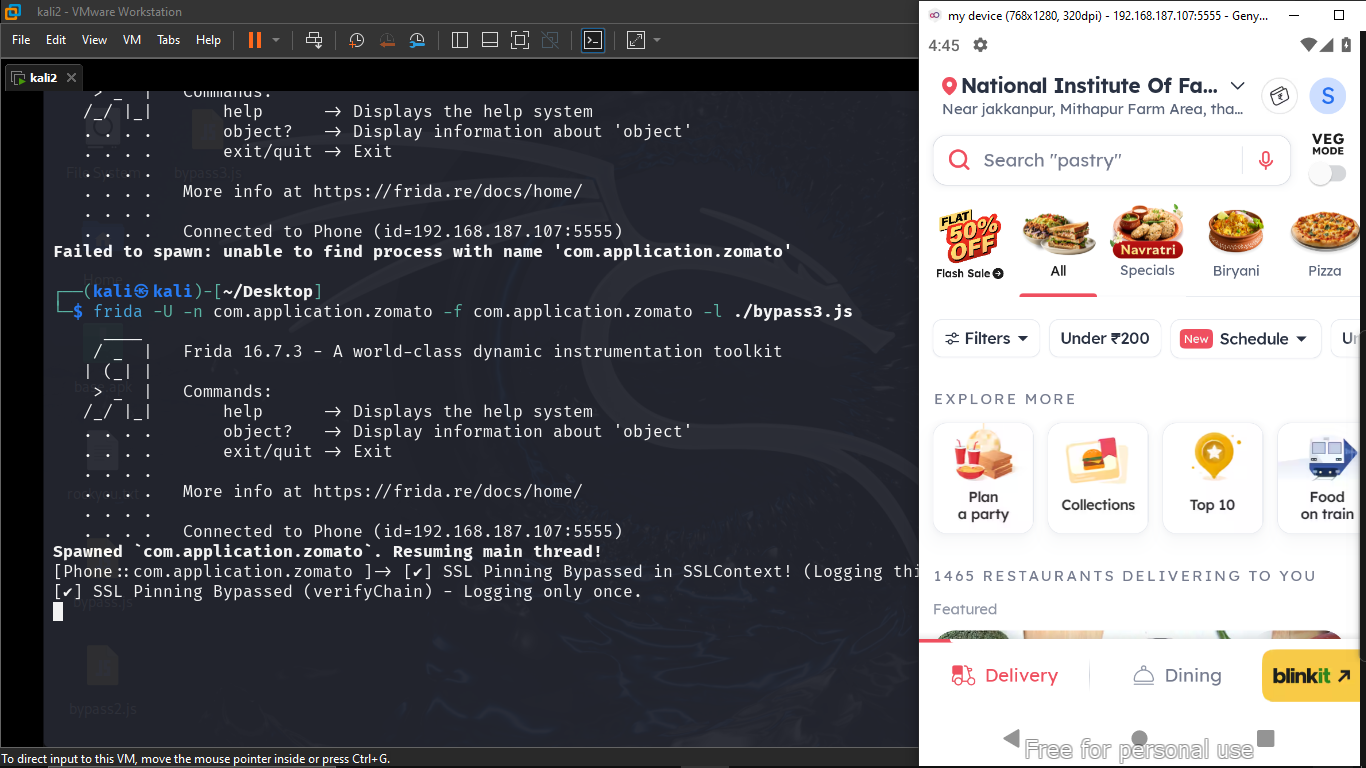 kali2 - VMware Workstation
File Edit View VM Tabs Help
kali2
> _ | Commands:
/_/ |_| help -> Displays the help system
. . . . object? -> Display information about 'object'
. . . . exit/quit -> Exit
. . . .
. . . . More info at https://frida.re/docs/home/
. . . .
. . . . Connected to Phone (id=192.168.187.107:5555)
Failed to spawn: unable to find process with name 'com.application.zomato'
┌──(kali㉿kali)-[~/Desktop]
└─$ frida -U -n com.application.zomato -f com.application.zomato -l ./bypass3.js
____
/ _ | Frida 16.7.3 - A world-class dynamic instrumentation toolkit
| (_| |
> _ | Commands:
/_/ |_| help -> Displays the help system
. . . . object? -> Display information about 'object'
. . . . exit/quit -> Exit
. . . .
. . . . More info at https://frida.re/docs/home/
. . . .
. . . . Connected to Phone (id=192.168.187.107:5555)
Spawned `com.application.zomato`. Resuming main thread!
[Phone::com.application.zomato ]-> [✔] SSL Pinning Bypassed in SSLContext! (Logging thi
[✔] SSL Pinning Bypassed (verifyChain) - Logging only once.
File System
bypass3.js
Home
bypass.js
bypass2.js
To direct input to this VM, move the mouse pointer inside or press Ctrl+G.
my device (768x1280, 320dpi) - 192.168.187.107:5555 - Geny...
4:45
National Institute Of Fa...
Near jakkanpur, Mithapur Farm Area, tha...
S
Search "pastry"
VEG
MODE
FLAT
50%
OFF
Flash Sale
All
Navratri
Specials
Biryani
Pizza
Filters
Under ₹200
New Schedule
Un
EXPLORE MORE
Plan
a party
Collections
Top 10
Food
on train
1465 RESTAURANTS DELIVERING TO YOU
Featured
Delivery
Dining
blinkit
Free for personal use